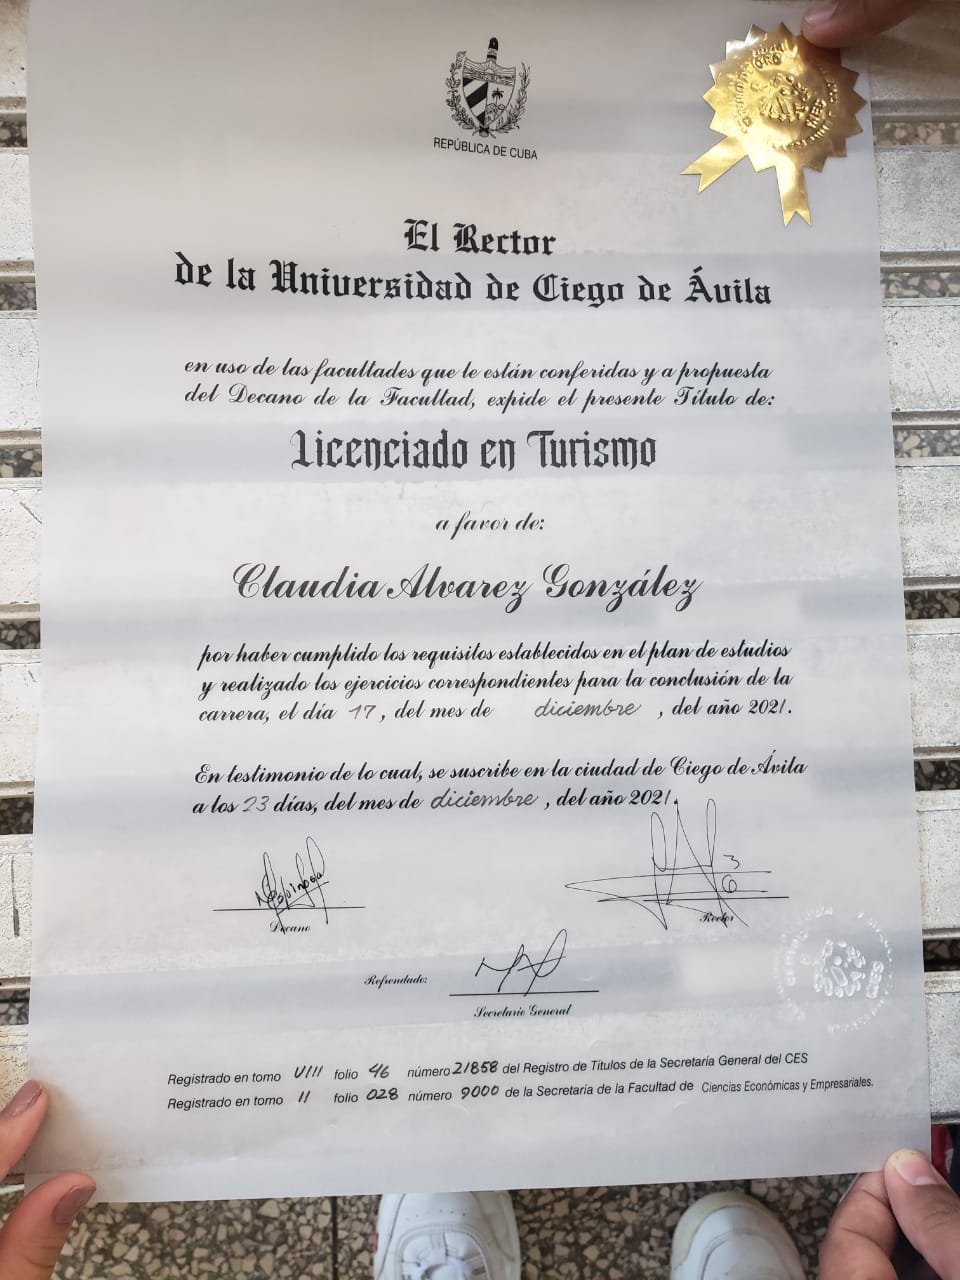 REPÚBLICA DE CUBA
El Rector
de la Universidad de Ciego de Ávila
en uso de las facultades que le están conferidas y a propuesta
del Decano de la Facultad, expide el presente Título de:
Licenciado en Turismo
a favor de:
Claudia Alvarez González
por haber cumplido los requisitos establecidos en el plan de estudios
y realizado los ejercicios correspondientes para la conclusión de la
carrera, el día 17, del mes de diciembre, del año 2021.
En testimonio de lo cual, se suscribe en la ciudad de Ciego de Ávila
a los 23 días, del mes de diciembre, del año 2021.
Decano
Rector
Refrendado:
Secretario General
Registrado en tomo VIII folio 46 número 21858 del Registro de Títulos de la Secretaría General del CES
Registrado en tomo 11 folio 028 número 9000 de la Secretaría de la Facultad de Ciencias Económicas y Empresariales.